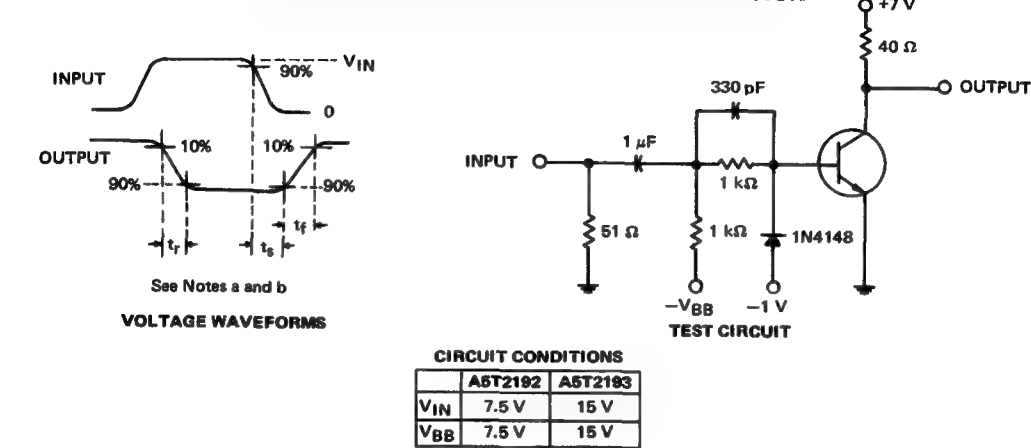 +7 V
40 Ω
OUTPUT
330 pF
1 μF
INPUT
1 kΩ
51 Ω
1 kΩ
1N4148
−VBB
−1 V
TEST CIRCUIT
INPUT
90%
VIN
0
OUTPUT
10%
10%
90%
90%
tr
ts
tf
See Notes a and b
VOLTAGE WAVEFORMS
CIRCUIT CONDITIONS
A5T2192 A5T2193
VIN 7.5 V 15 V
VBB 7.5 V 15 V